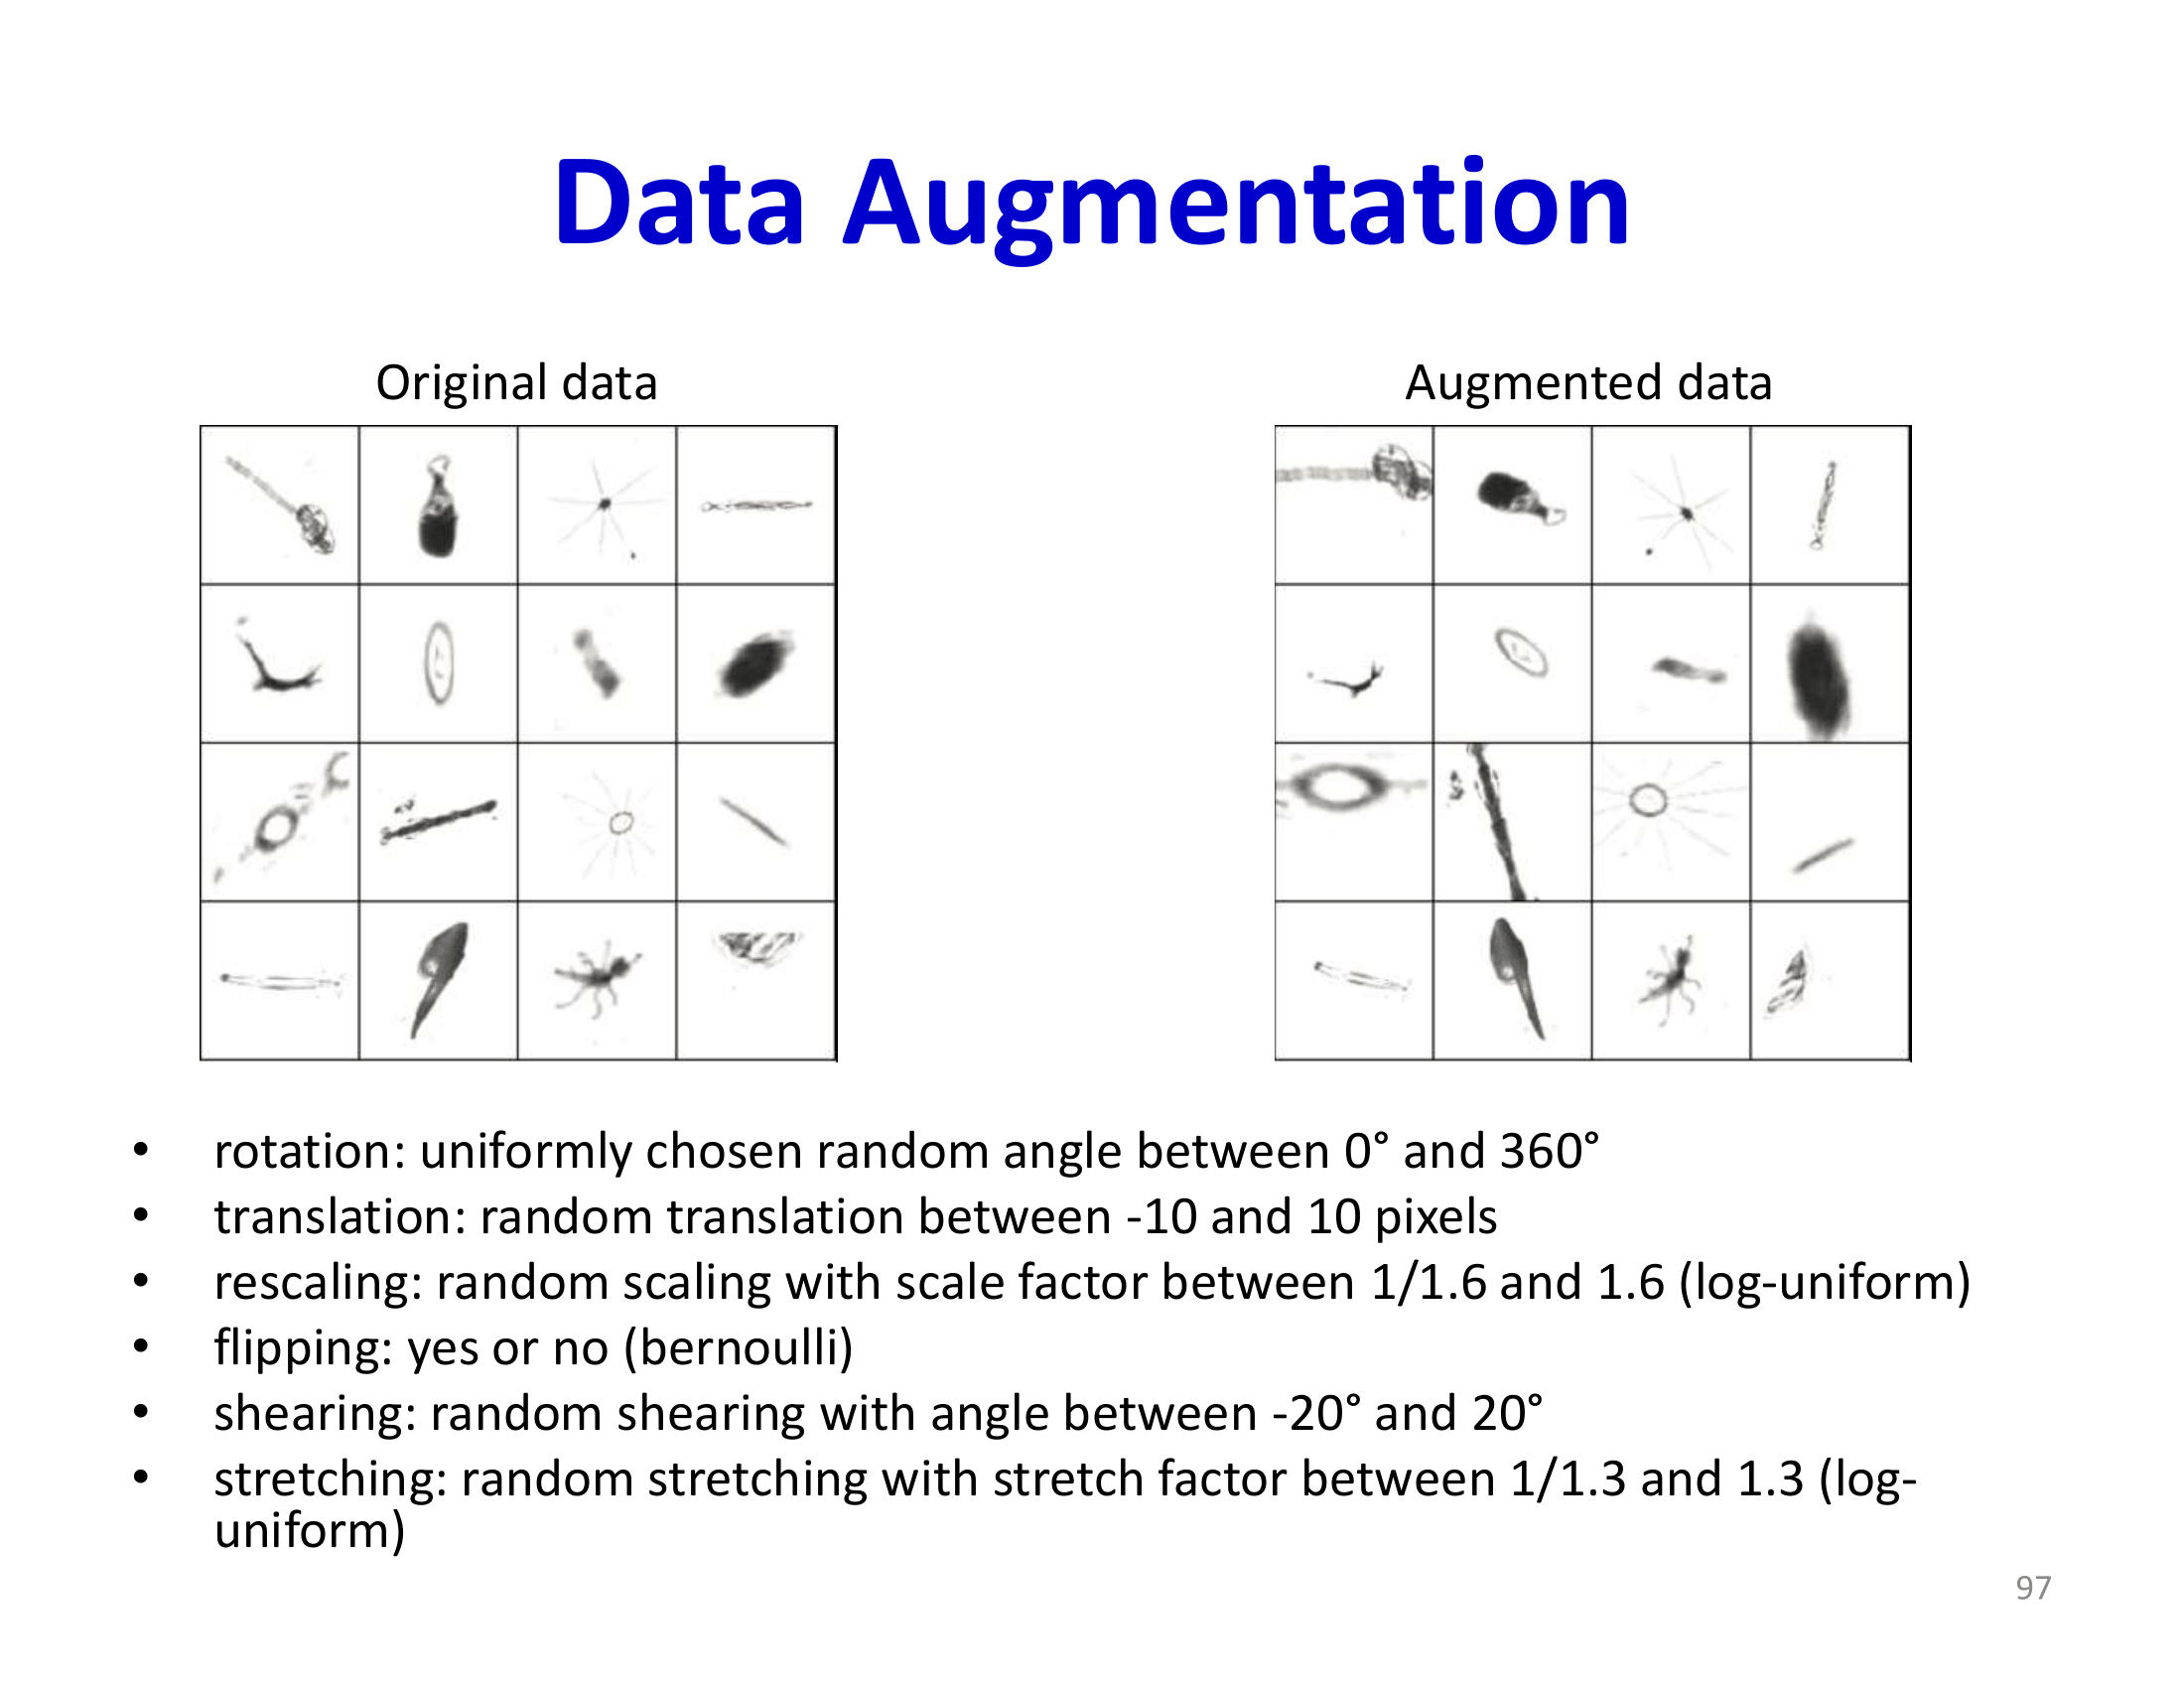 Data Augmentation
Original data
Augmented data
• rotation: uniformly chosen random angle between 0° and 360°
• translation: random translation between -10 and 10 pixels
• rescaling: random scaling with scale factor between 1/1.6 and 1.6 (log-uniform)
• flipping: yes or no (bernoulli)
• shearing: random shearing with angle between -20° and 20°
• stretching: random stretching with stretch factor between 1/1.3 and 1.3 (log-
uniform)
97